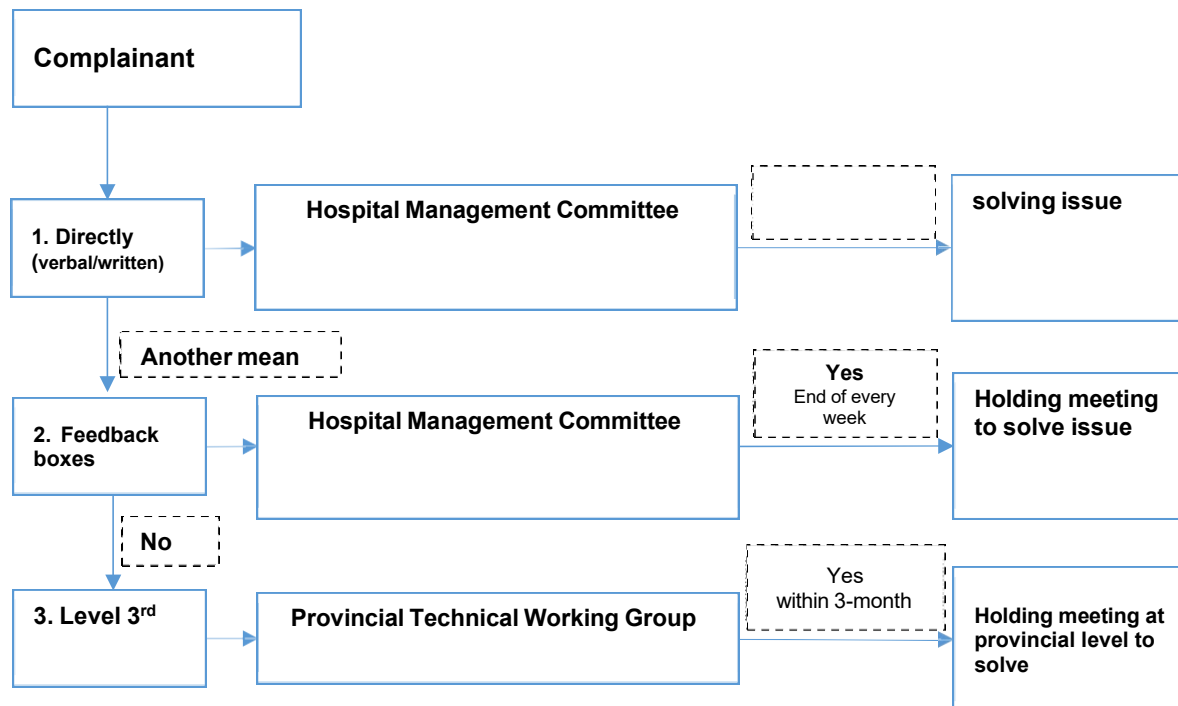 Complainant
1. Directly
(verbal/written)
Hospital Management Committee
solving issue
Another mean
2. Feedback
boxes
Hospital Management Committee
Yes
End of every
week
Holding meeting
to solve issue
No
3. Level 3rd
Provincial Technical Working Group
Yes
within 3-month
Holding meeting at
provincial level to
solve